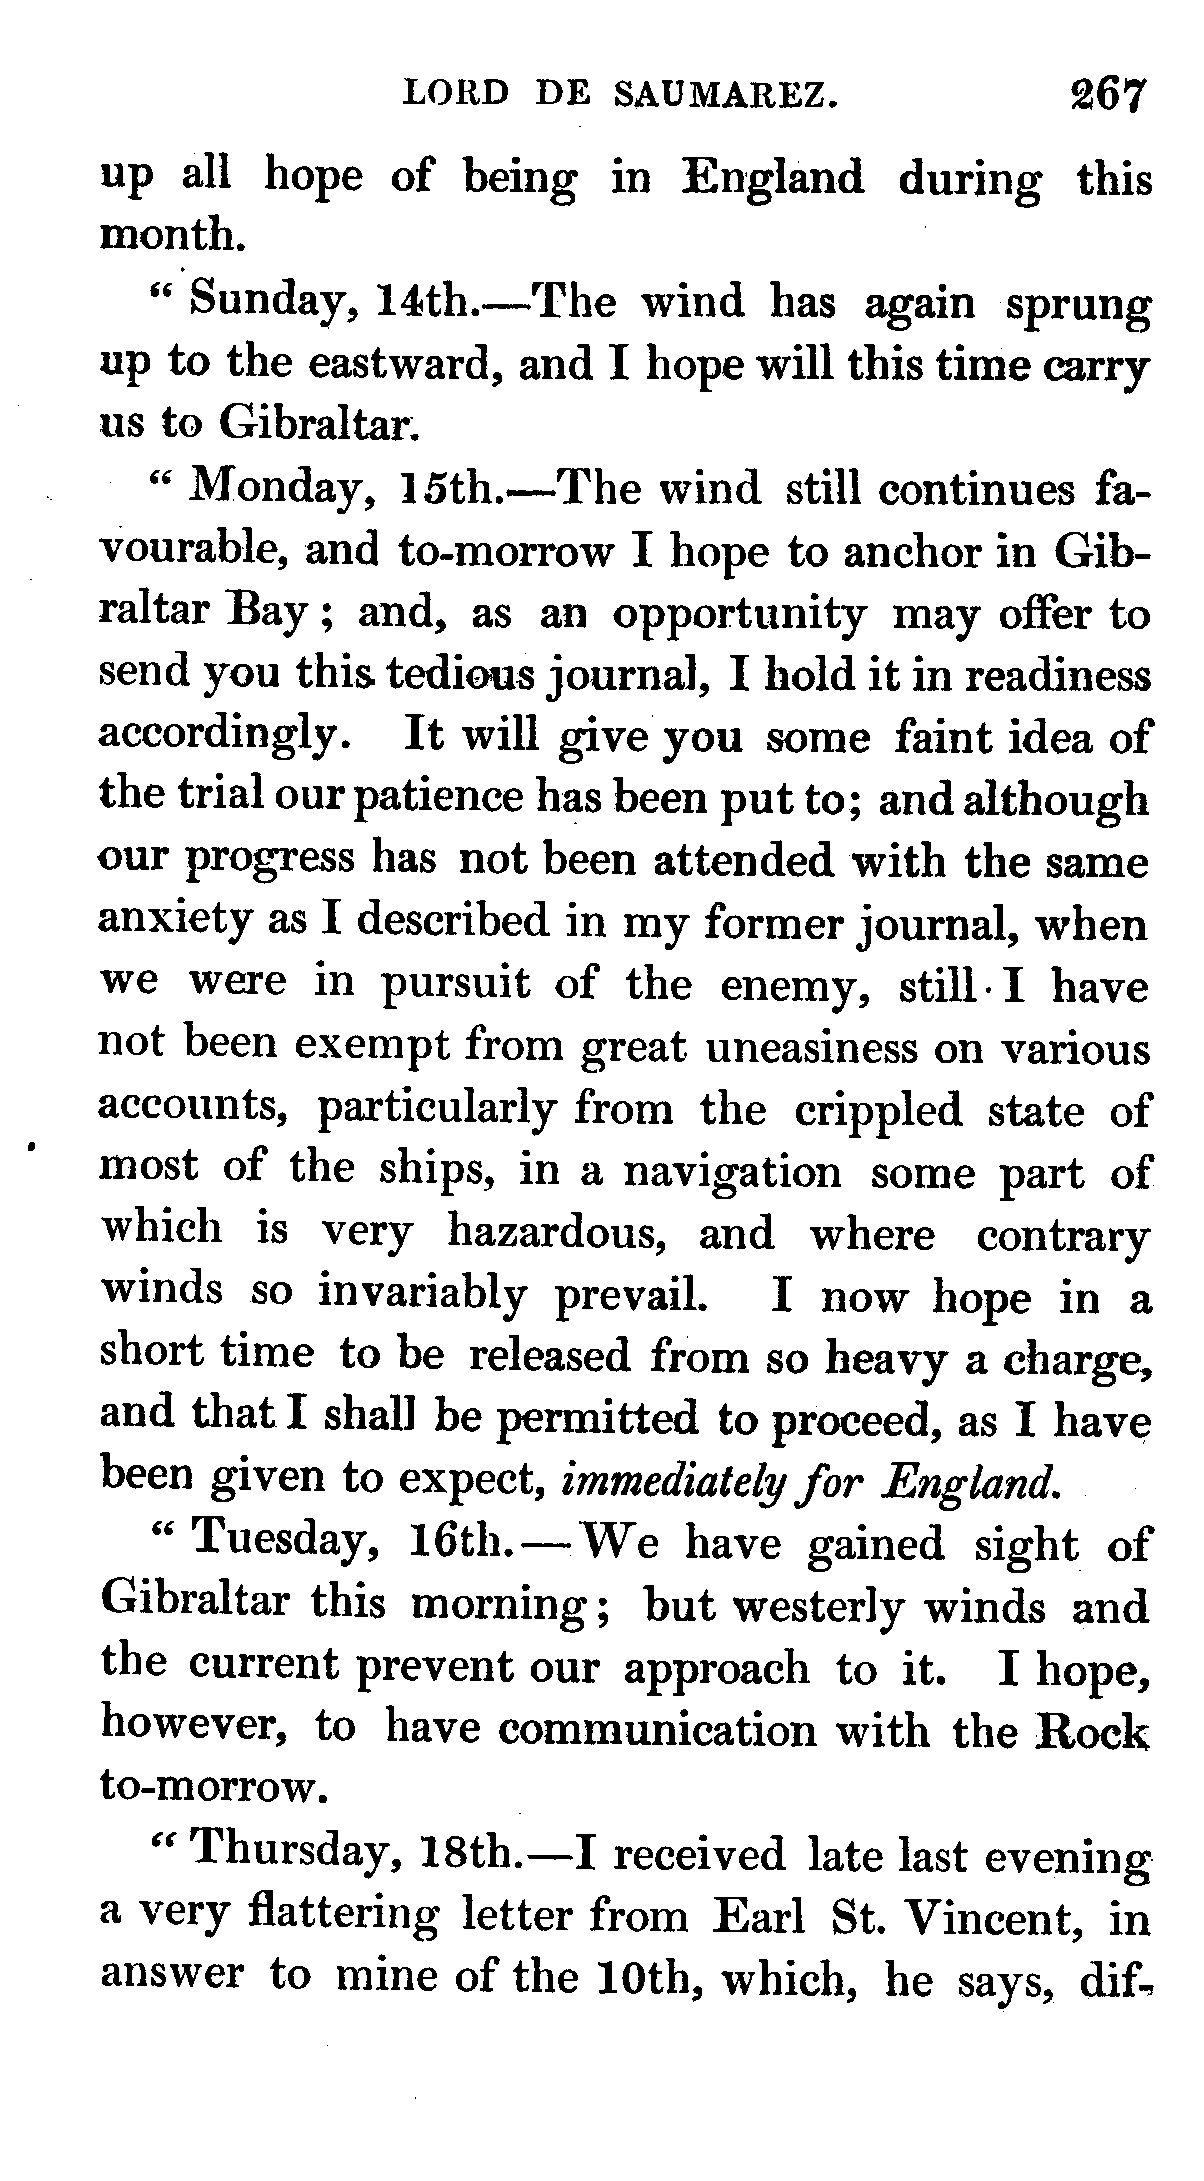 LORD DE SAUMAREZ. 267
up all hope of being in England during this
month.
“ Sunday, 14th.—The wind has again sprung
up to the eastward, and I hope will this time carry
us to Gibraltar.
“ Monday, 15th.—The wind still continues fa-
vourable, and to-morrow I hope to anchor in Gib-
raltar Bay ; and, as an opportunity may offer to
send you this tedious journal, I hold it in readiness
accordingly. It will give you some faint idea of
the trial our patience has been put to; and although
our progress has not been attended with the same
anxiety as I described in my former journal, when
we were in pursuit of the enemy, still I have
not been exempt from great uneasiness on various
accounts, particularly from the crippled state of
most of the ships, in a navigation some part of
which is very hazardous, and where contrary
winds so invariably prevail. I now hope in a
short time to be released from so heavy a charge,
and that I shall be permitted to proceed, as I have
been given to expect, immediately for England.
“ Tuesday, 16th.—We have gained sight of
Gibraltar this morning ; but westerly winds and
the current prevent our approach to it. I hope,
however, to have communication with the Rock
to-morrow.
“ Thursday, 18th.—I received late last evening
a very flattering letter from Earl St. Vincent, in
answer to mine of the 10th, which, he says, dif-